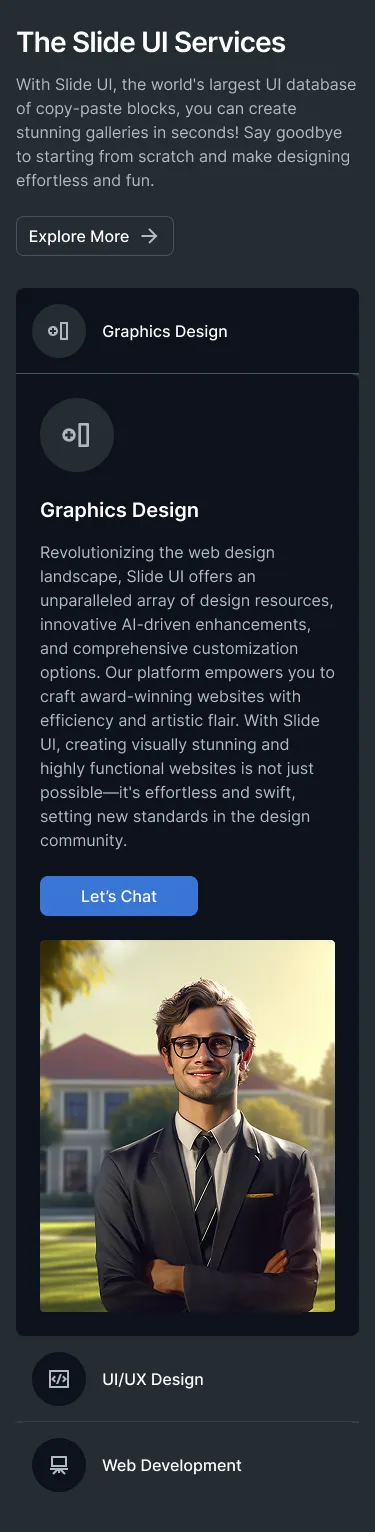 The Slide UI Services
With Slide UI, the world's largest UI database
of copy-paste blocks, you can create
stunning galleries in seconds! Say goodbye
to starting from scratch and make designing
effortless and fun.
Explore More
Graphics Design
Graphics Design
Revolutionizing the web design
landscape, Slide UI offers an
unparalleled array of design resources,
innovative AI-driven enhancements,
and comprehensive customization
options. Our platform empowers you to
craft award-winning websites with
efficiency and artistic flair. With Slide
UI, creating visually stunning and
highly functional websites is not just
possible—it's effortless and swift,
setting new standards in the design
community.
Let’s Chat
UI/UX Design
Web Development